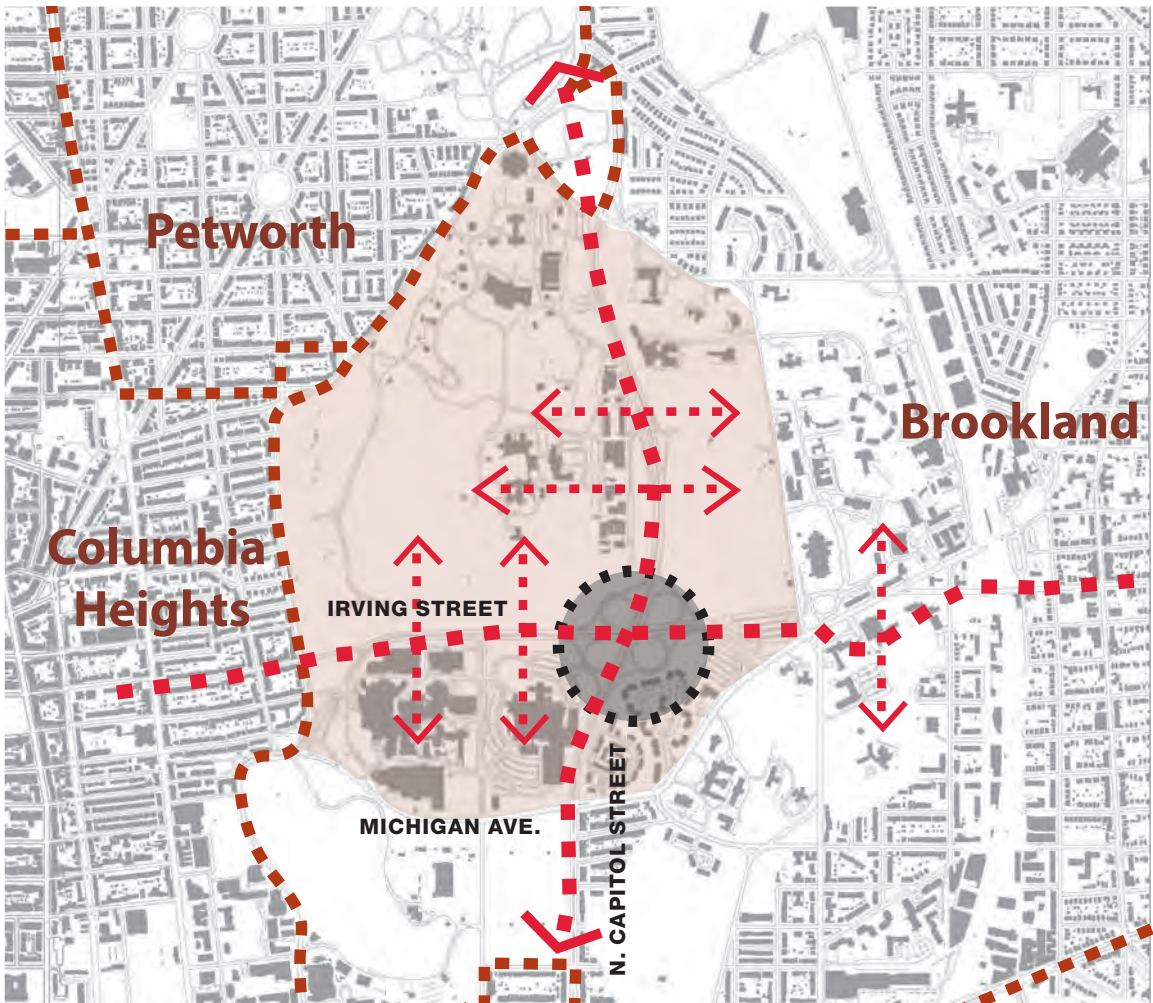 Petworth
Brookland
Columbia
Heights
IRVING STREET
MICHIGAN AVE.
N. CAPITOL STREET